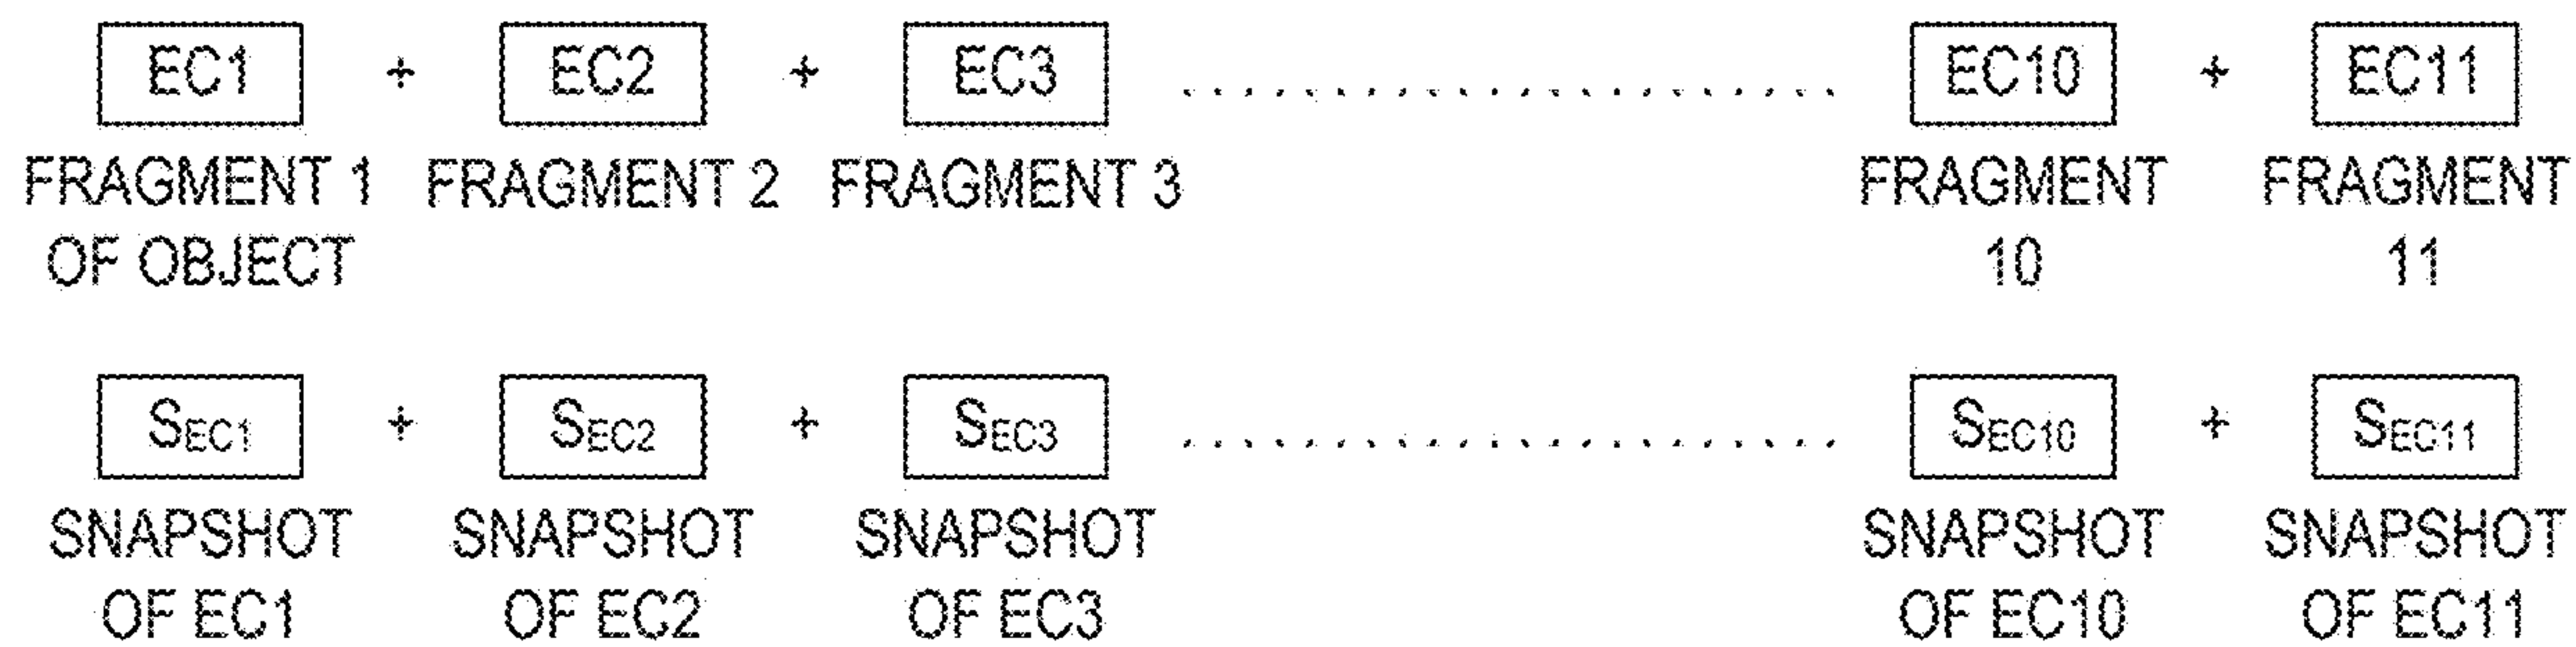 EC1 + EC2 + EC3 ...................... EC10 + EC11
FRAGMENT 1 FRAGMENT 2 FRAGMENT 3 FRAGMENT FRAGMENT
OF OBJECT 10 11
SEC1 + SEC2 + SEC3 ...................... SEC10 + SEC11
SNAPSHOT SNAPSHOT SNAPSHOT SNAPSHOT SNAPSHOT
OF EC1 OF EC2 OF EC3 OF EC10 OF EC11